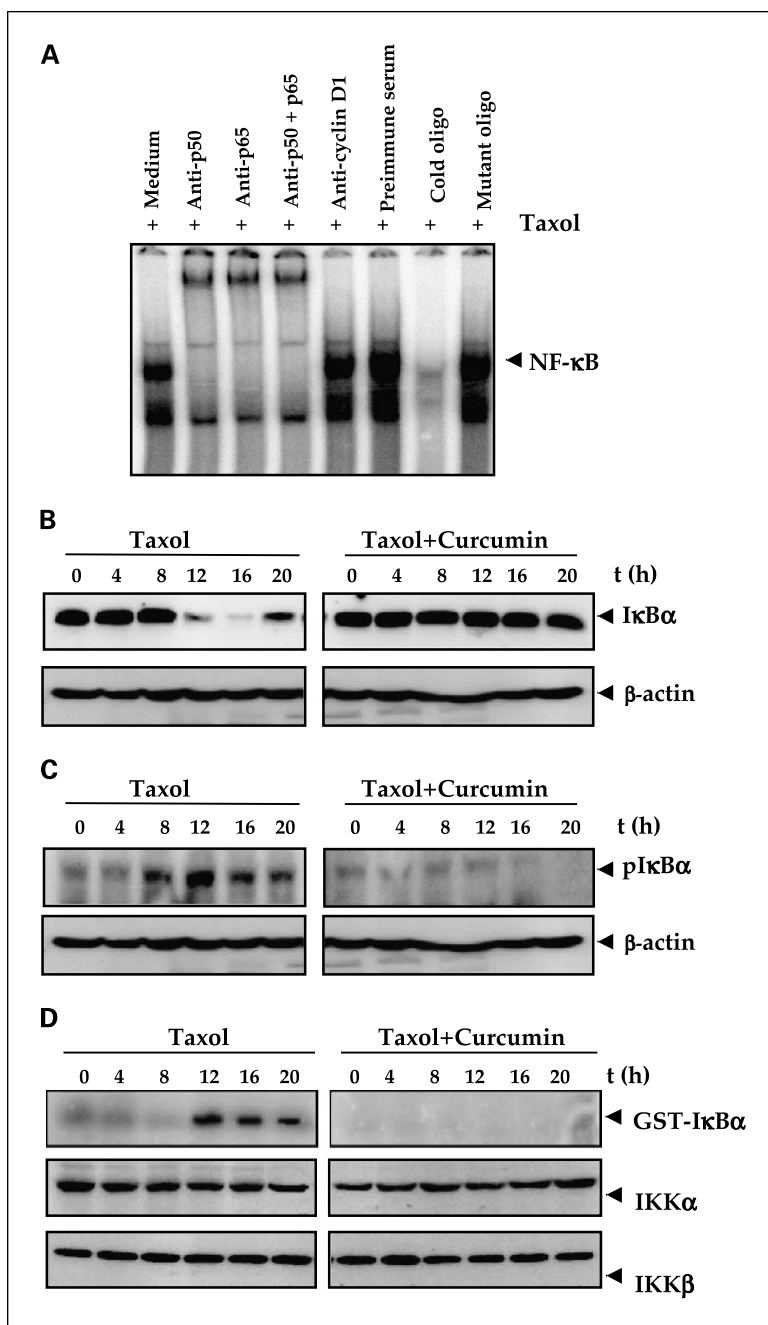 A
+ Medium
+ Anti-p50
+ Anti-p65
+ Anti-p50 + p65
+ Anti-cyclin D1
+ Preimmune serum
+ Cold oligo
+ Mutant oligo
Taxol
NF-κB
B
Taxol Taxol+Curcumin
0 4 8 12 16 20 0 4 8 12 16 20 t (h)
IκBα
β-actin
C
Taxol Taxol+Curcumin
0 4 8 12 16 20 0 4 8 12 16 20 t (h)
pIκBα
β-actin
D
Taxol Taxol+Curcumin
0 4 8 12 16 20 0 4 8 12 16 20 t (h)
GST-IκBα
IKKα
IKKβ